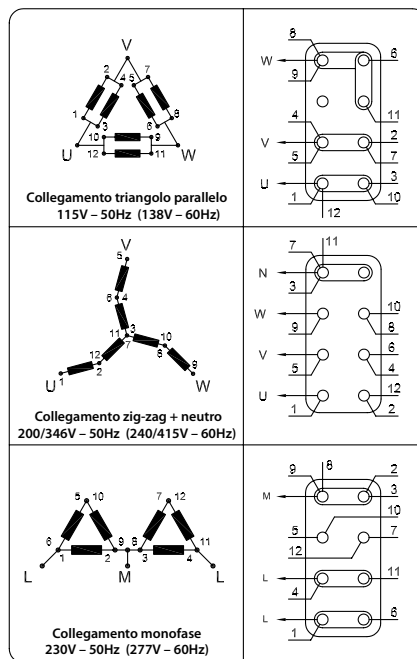 V
2 7
4 5
1 3 6 8
10 9
U W
12 11
Collegamento triangolo parallelo
115V – 50Hz (138V – 60Hz)
8
W 6
9
11
4
V 2
5 7
U 3
1 10
12
V
5
6 4
11 3
7 10
12 8
U 1 2 9 W
Collegamento zig-zag + neutro
200/346V – 50Hz (240/415V – 60Hz)
11
7
N
3
W 10
9 8
V 6
5 4
U 12
1 2
5 10 7 12
6 9 8 11
1 2 3 4
L M L
Collegamento monofase
230V – 50Hz (277V – 60Hz)
8
9 2
M 3
10
5 7
12
L 11
4
L 6
1